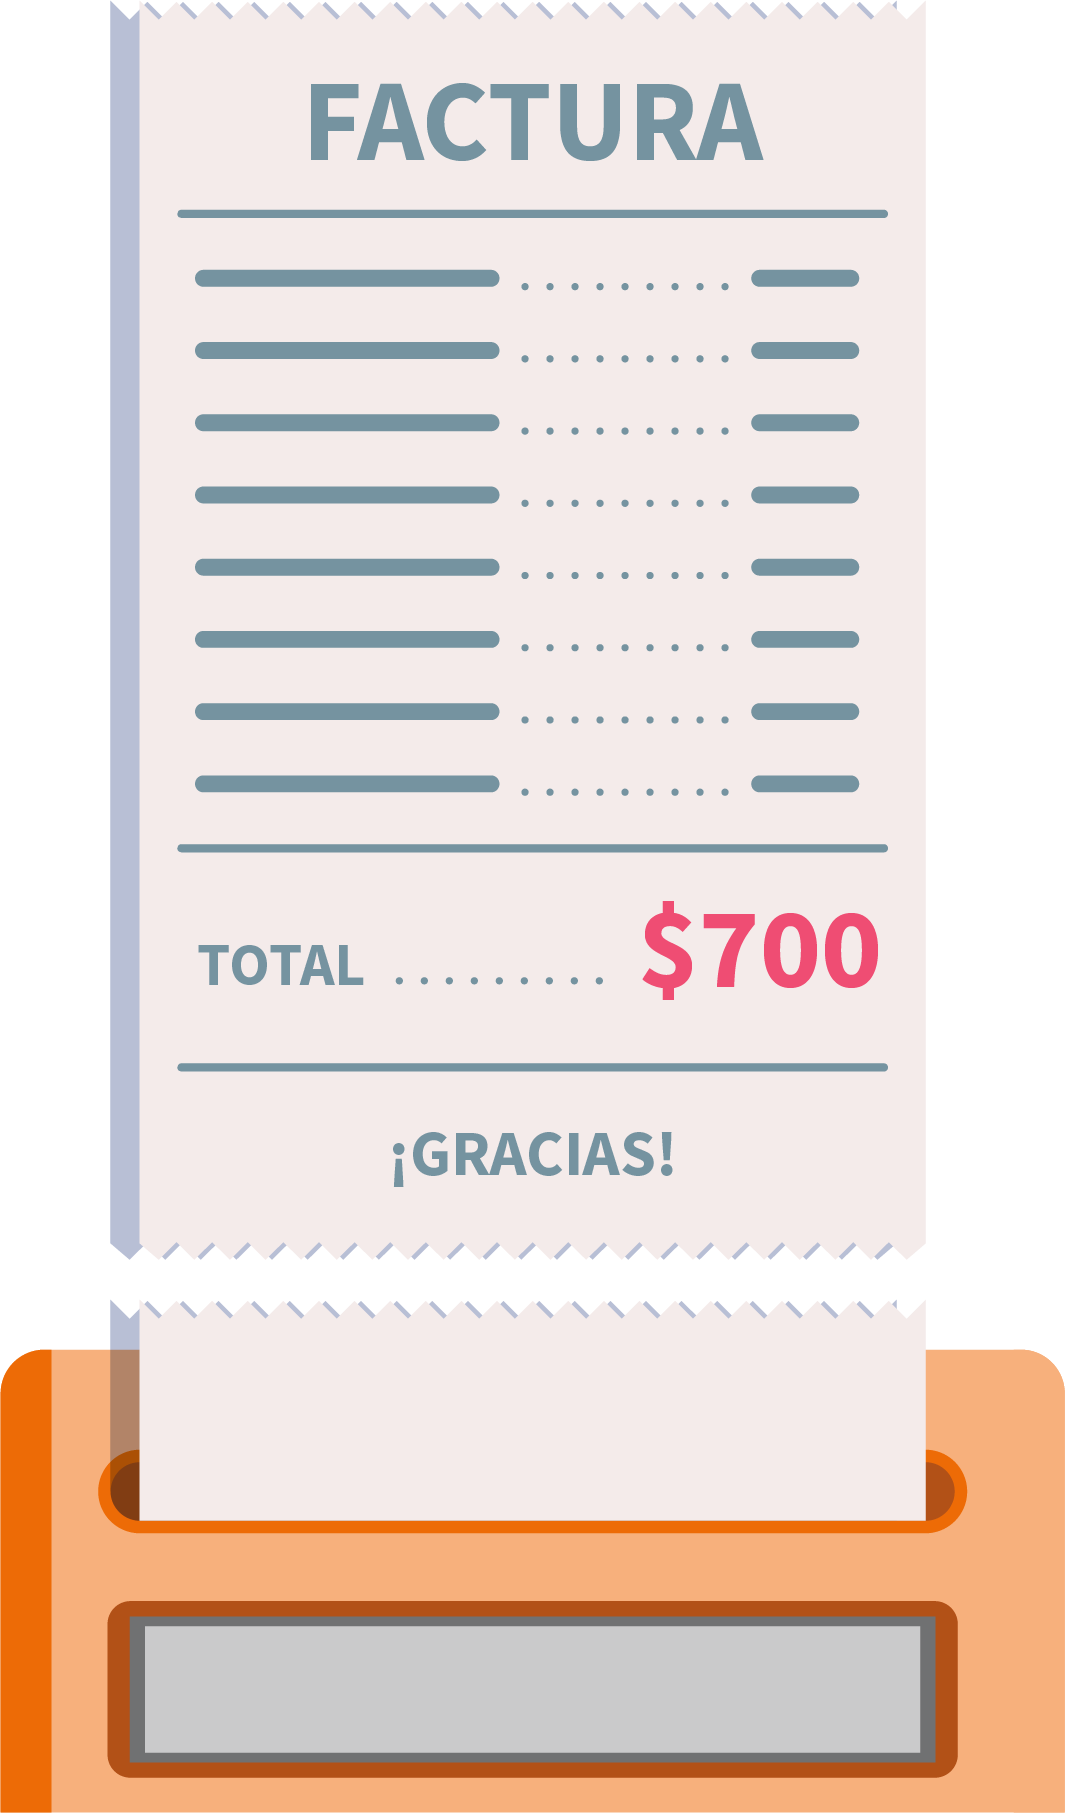 FACTURA
TOTAL ......... $700
¡GRACIAS!